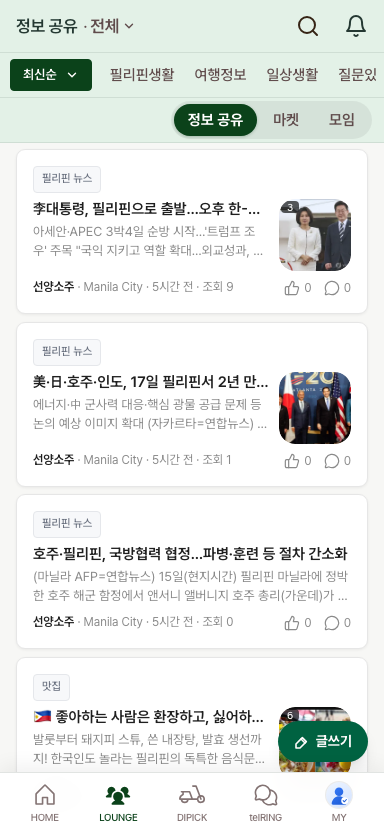 정보 공유 · 전체
최신순 필리핀생활 여행정보 일상생활 질문있
정보 공유 마켓 모임
필리핀 뉴스
李대통령, 필리핀으로 출발…오후 한-...
아세안·APEC 3박4일 순방 시작…'트럼프 조
우' 주목 "국익 지키고 역할 확대…외교성과, ...
3
선양소주 · Manila City · 5시간 전 · 조회 9 0 0
필리핀 뉴스
美·日·호주·인도, 17일 필리핀서 2년 만...
에너지·中 군사력 대응·핵심 광물 공급 문제 등
논의 예상 이미지 확대 (자카르타=연합뉴스) ...
선양소주 · Manila City · 5시간 전 · 조회 1 0 0
필리핀 뉴스
호주·필리핀, 국방협력 협정…파병·훈련 등 절차 간소화
(마닐라 AFP=연합뉴스) 15일(현지시간) 필리핀 마닐라에 정박
한 호주 해군 함정에서 앤서니 앨버니지 호주 총리(가운데)가 ...
선양소주 · Manila City · 5시간 전 · 조회 0 0 0
맛집
🇵🇭 좋아하는 사람은 환장하고, 싫어하...
발룻부터 돼지피 스튜, 쓴 내장탕, 발효 생선까
지! 한국인도 놀라는 필리핀의 독특한 음식문...
6
글쓰기
HOME LOUNGE DIPICK telRING MY